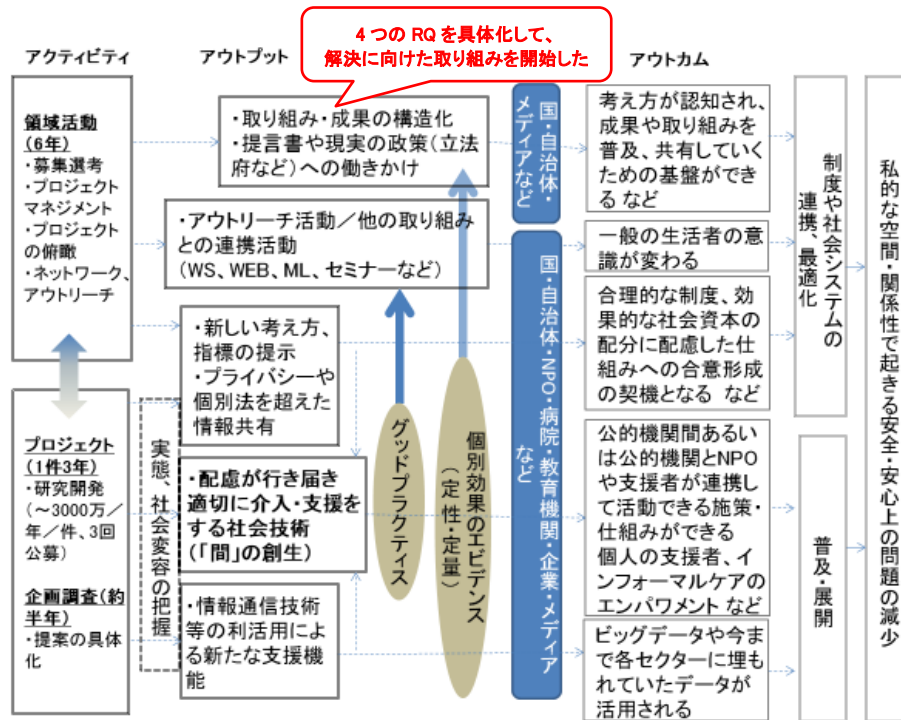 ４つの RQ を具体化して、
解決に向けた取り組みを開始した
アクティビティ
アウトプット
アウトカム
領域活動
(6年)
・募集選考
・プロジェクト
マネジメント
・プロジェクト
の俯瞰
・ネットワーク、
アウトリーチ
プロジェクト
(1件3年)
・研究開発
(～3000万／
年／件、3回
公募)
企画調査(約
半年)
・提案の具体
化
実態、社会変容の把握
・取り組み・成果の構造化
・提言書や現実の政策(立法
府など)への働きかけ
・アウトリーチ活動／他の取り組み
との連携活動
(WS、WEB、ML、セミナーなど)
・新しい考え方、
指標の提示
・プライバシーや
個別法を超えた
情報共有
・配慮が行き届き
適切に介入・支援を
する社会技術
(「間」の創生)
・情報通信技術
等の利活用によ
る新たな支援機
能
グッドプラクティス
個別効果のエビデンス
(定性・定量)
国・自治体・
メディアなど
国・自治体・NPO・病院・教育機関・企業・メディア
など
考え方が認知され、
成果や取り組みを
普及、共有していく
ための基盤ができ
る など
一般の生活者の意
識が変わる
合理的な制度、効
果的な社会資本の
配分に配慮した仕
組みへの合意形成
の契機となる など
公的機関間あるい
は公的機関とNPO
や支援者が連携し
て活動できる施策・
仕組みができる
個人の支援者、イ
ンフォーマルケアの
エンパワメント など
ビッグデータや今ま
で各セクターに埋も
れていたデータが
活用される
制度や社会システムの
連携、最適化
普及・展開
私的な空間・関係性で起きる安全・安心上の問題の減少